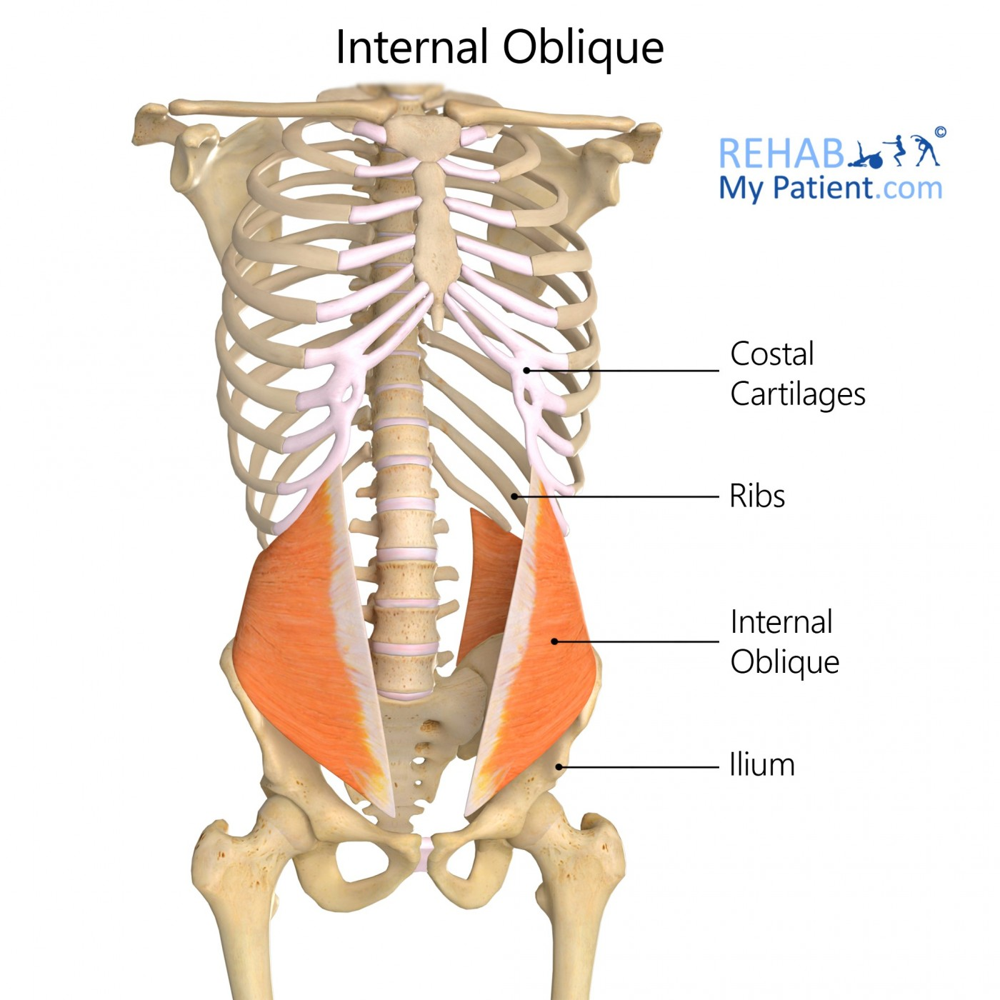 Internal Oblique
REHAB ©
My Patient.com
Costal
Cartilages
Ribs
Internal
Oblique
Ilium